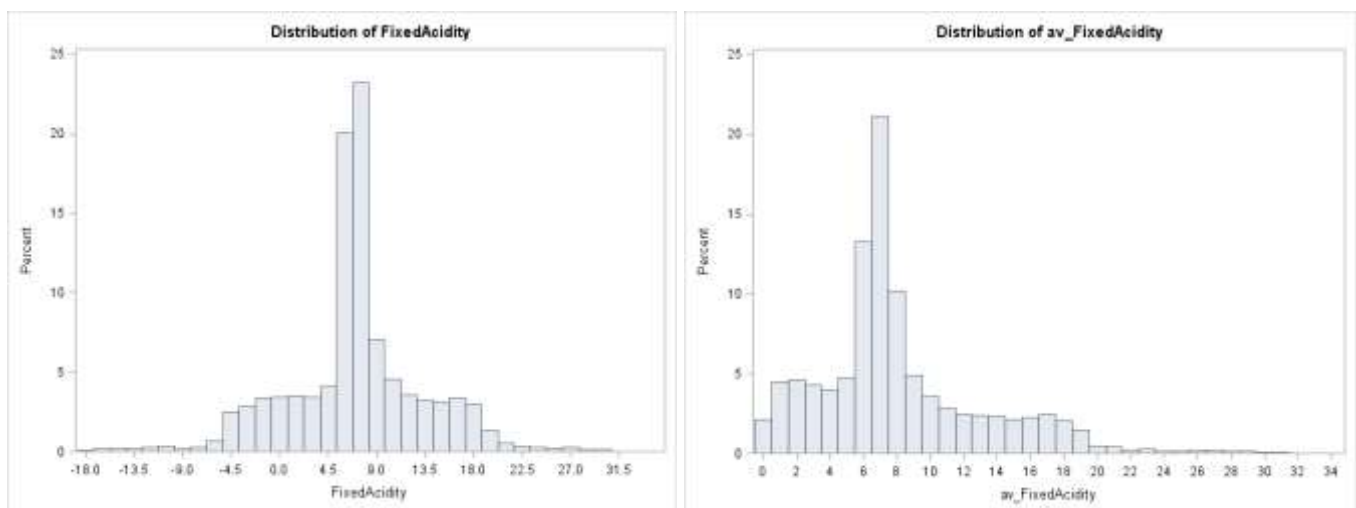 Distribution of FixedAcidity
25
20
15
10
5
0
Percent
-18.0 -13.5 -9.0 -4.5 0.0 4.5 9.0 13.5 18.0 22.5 27.0 31.5
FixedAcidity
Distribution of av_FixedAcidity
25
20
15
10
5
0
Percent
0 2 4 6 8 10 12 14 16 18 20 22 24 26 28 30 32 34
av_FixedAcidity